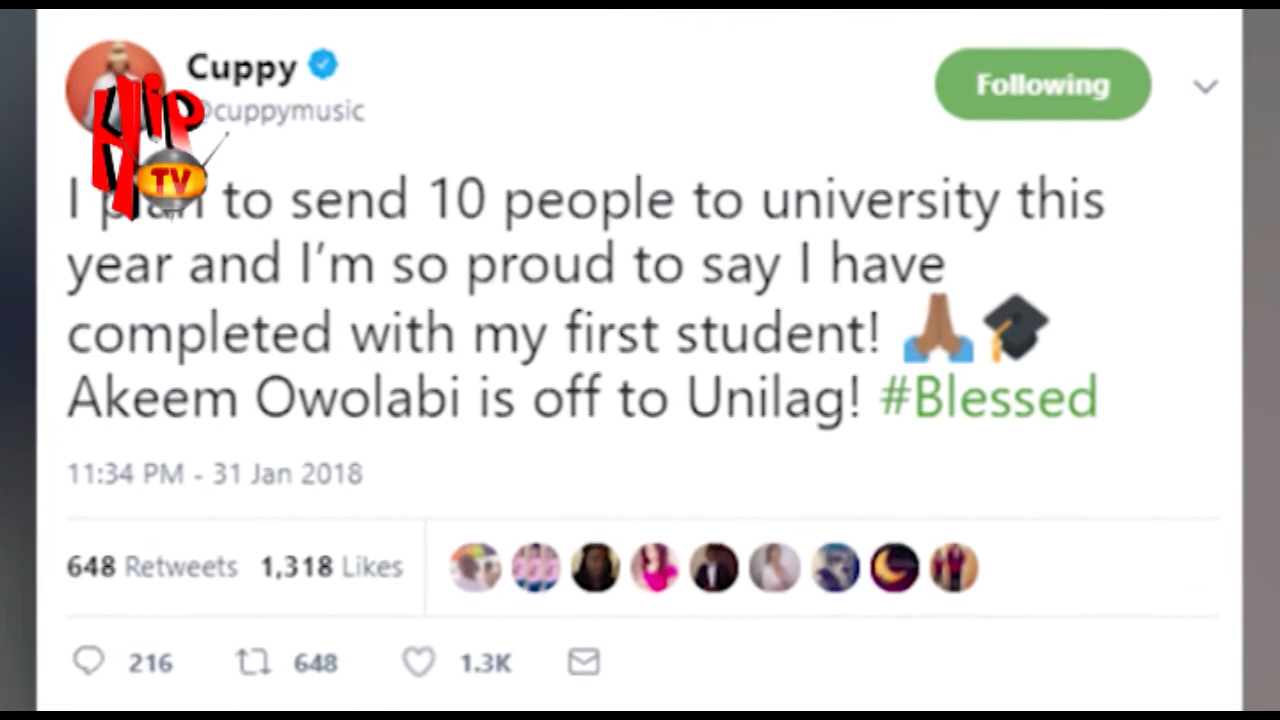 Cuppy
@cuppymusic
Following
Hip
TV
I plan to send 10 people to university this
year and I'm so proud to say I have
completed with my first student! 🙏🏾🎓
Akeem Owolabi is off to Unilag! #Blessed
11:34 PM - 31 Jan 2018
648 Retweets 1,318 Likes
216 648 1.3K